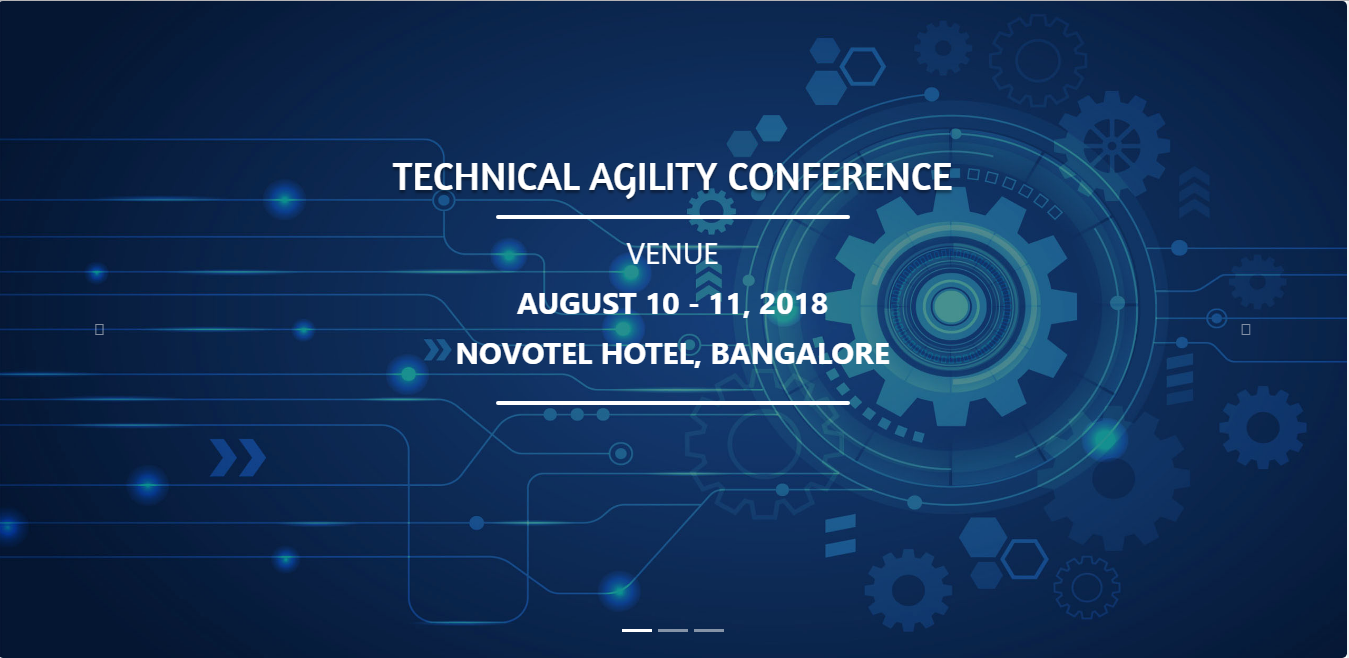 TECHNICAL AGILITY CONFERENCE
VENUE
AUGUST 10 - 11, 2018
NOVOTEL HOTEL, BANGALORE